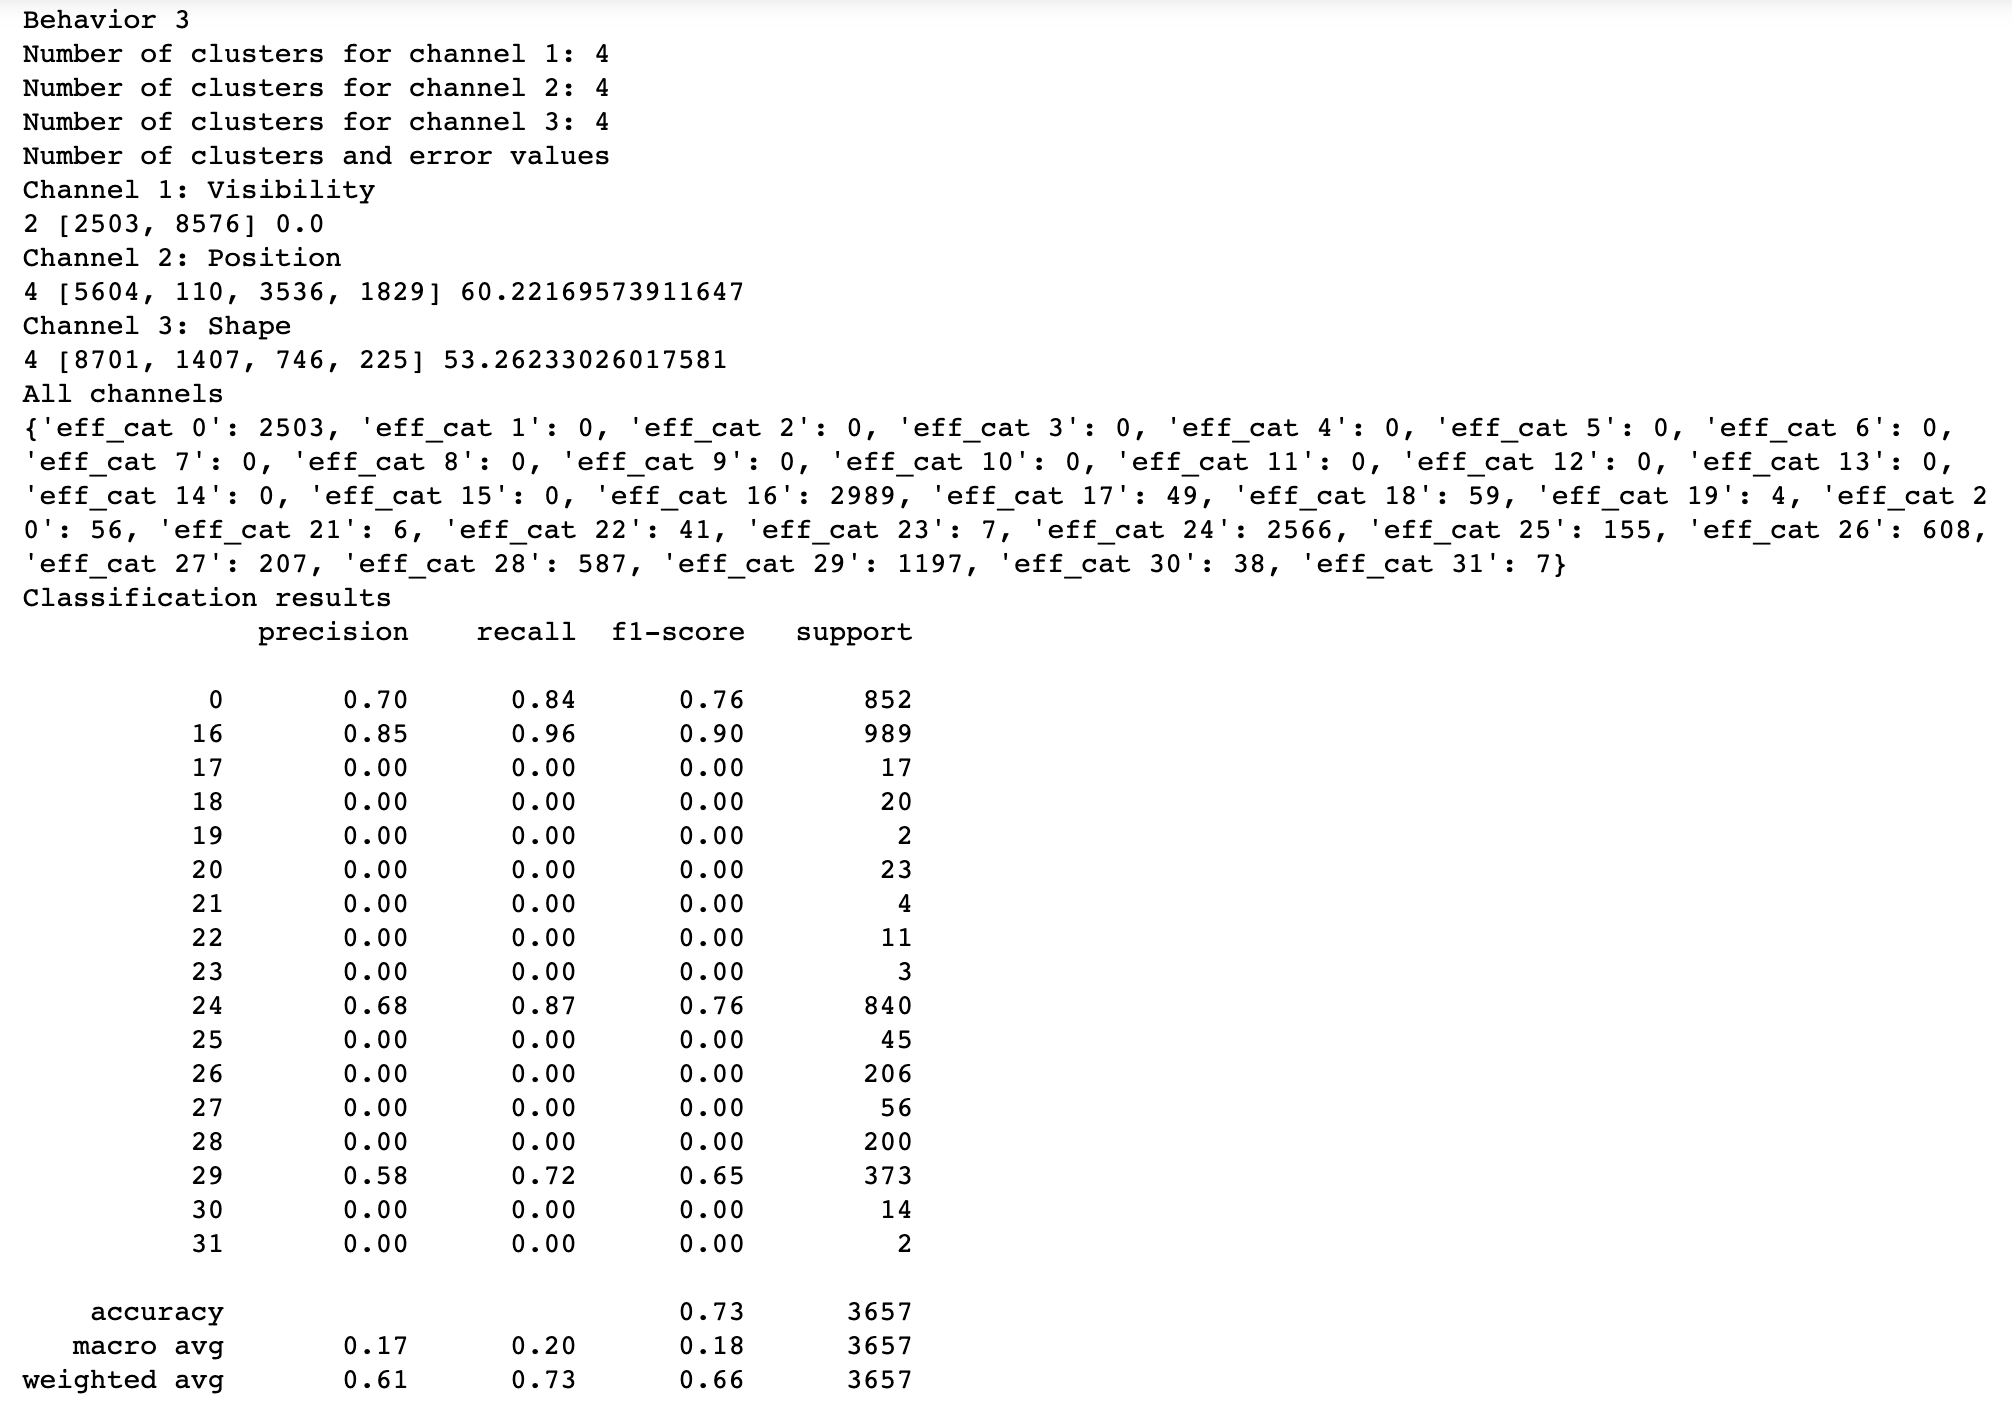 Behavior 3
Number of clusters for channel 1: 4
Number of clusters for channel 2: 4
Number of clusters for channel 3: 4
Number of clusters and error values
Channel 1: Visibility
2 [2503, 8576] 0.0
Channel 2: Position
4 [5604, 110, 3536, 1829] 60.22169573911647
Channel 3: Shape
4 [8701, 1407, 746, 225] 53.26233026017581
All channels
{'eff_cat 0': 2503, 'eff_cat 1': 0, 'eff_cat 2': 0, 'eff_cat 3': 0, 'eff_cat 4': 0, 'eff_cat 5': 0, 'eff_cat 6': 0,
'eff_cat 7': 0, 'eff_cat 8': 0, 'eff_cat 9': 0, 'eff_cat 10': 0, 'eff_cat 11': 0, 'eff_cat 12': 0, 'eff_cat 13': 0,
'eff_cat 14': 0, 'eff_cat 15': 0, 'eff_cat 16': 2989, 'eff_cat 17': 49, 'eff_cat 18': 59, 'eff_cat 19': 4, 'eff_cat 2
0': 56, 'eff_cat 21': 6, 'eff_cat 22': 41, 'eff_cat 23': 7, 'eff_cat 24': 2566, 'eff_cat 25': 155, 'eff_cat 26': 608,
'eff_cat 27': 207, 'eff_cat 28': 587, 'eff_cat 29': 1197, 'eff_cat 30': 38, 'eff_cat 31': 7}
Classification results
precision recall f1-score support
0 0.70 0.84 0.76 852
16 0.85 0.96 0.90 989
17 0.00 0.00 0.00 17
18 0.00 0.00 0.00 20
19 0.00 0.00 0.00 2
20 0.00 0.00 0.00 23
21 0.00 0.00 0.00 4
22 0.00 0.00 0.00 11
23 0.00 0.00 0.00 3
24 0.68 0.87 0.76 840
25 0.00 0.00 0.00 45
26 0.00 0.00 0.00 206
27 0.00 0.00 0.00 56
28 0.00 0.00 0.00 200
29 0.58 0.72 0.65 373
30 0.00 0.00 0.00 14
31 0.00 0.00 0.00 2
accuracy 0.73 3657
macro avg 0.17 0.20 0.18 3657
weighted avg 0.61 0.73 0.66 3657